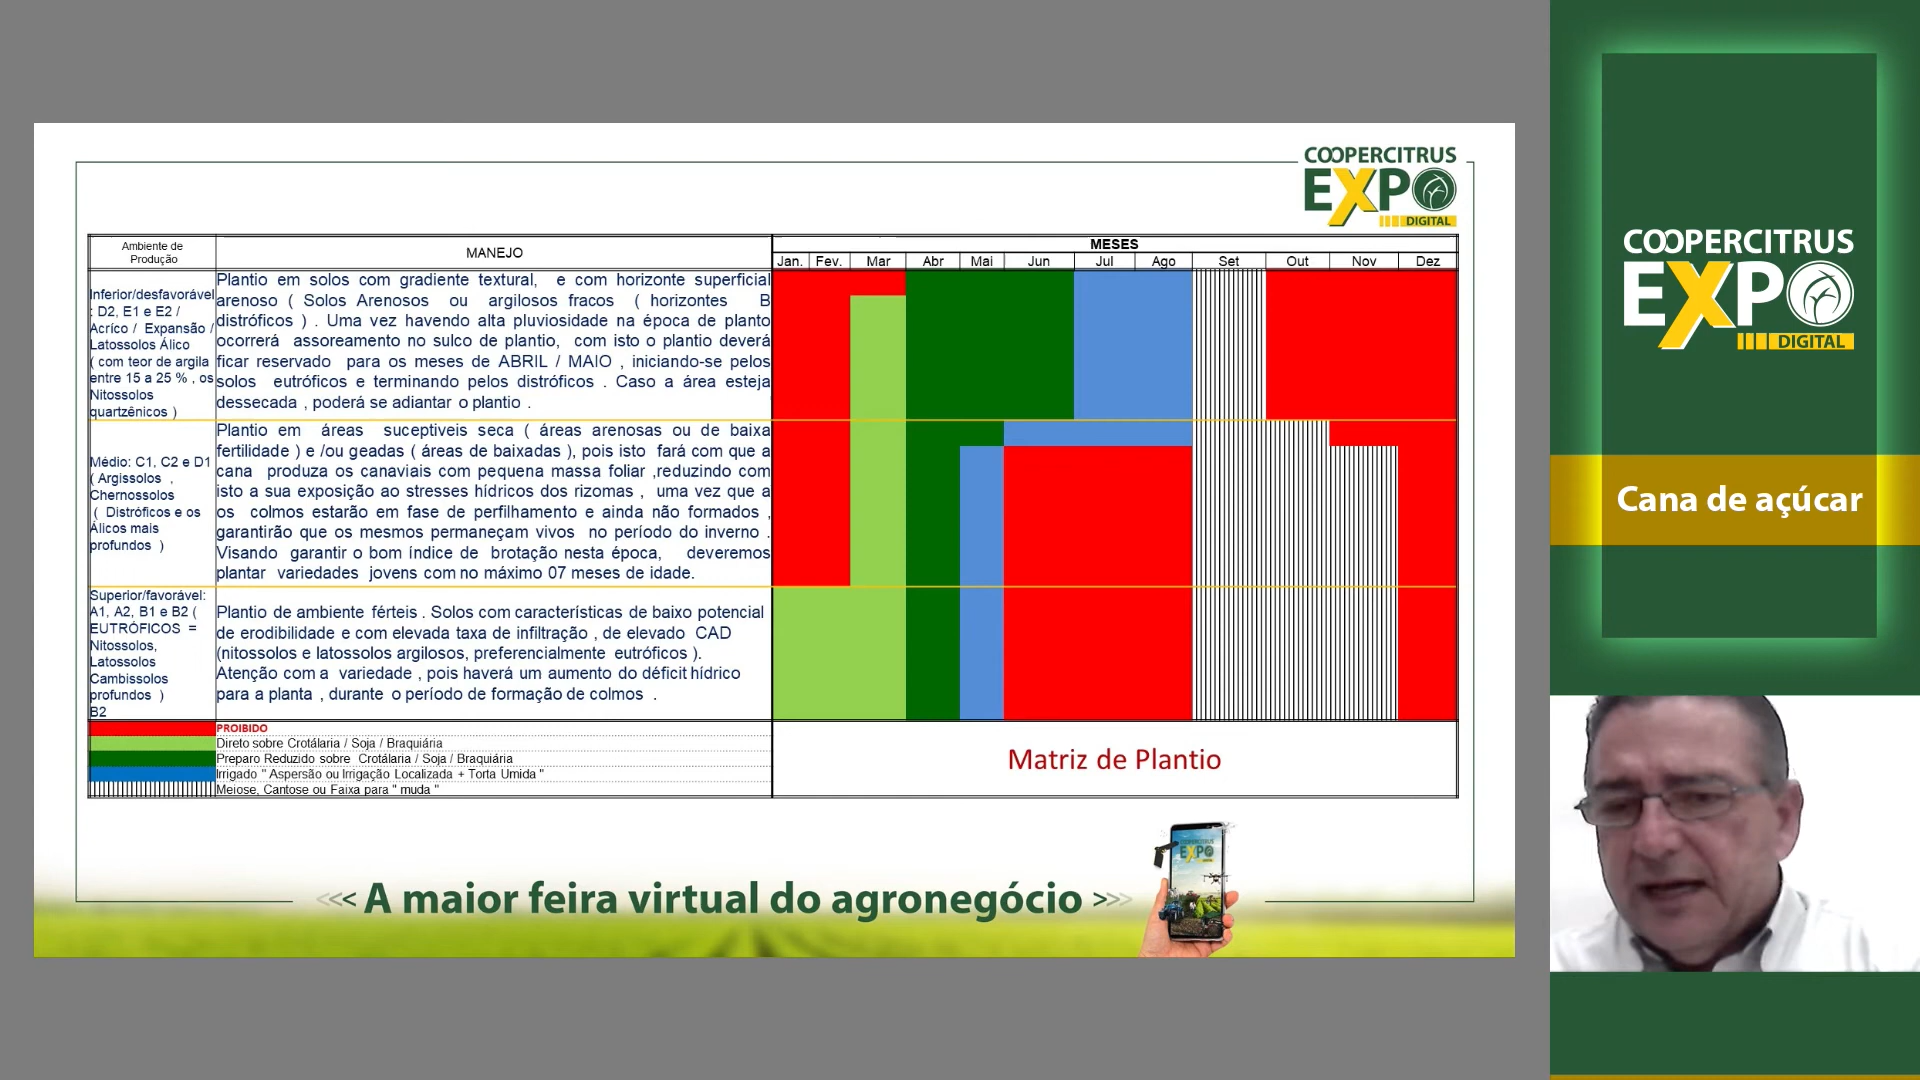 COOPERCITRUS
EXPO
DIGITAL
Ambiente de
Produção
MANEJO
MESES
Jan. Fev. Mar Abr Mai Jun Jul Ago Set Out Nov Dez
Inferior/desfavorável
: D2, E1 e E2 /
Acríco / Expansão /
Latossolos Álico
( com teor de argila
entre 15 a 25 % , os
Nitossolos
quartzênicos )
Plantio em solos com gradiente textural, e com horizonte superficial
arenoso ( Solos Arenosos ou argilosos fracos ( horizontes B
distróficos ) . Uma vez havendo alta pluviosidade na época de planto
ocorrerá assoreamento no sulco de plantio, com isto o plantio deverá
ficar reservado para os meses de ABRIL / MAIO , iniciando-se pelos
solos eutróficos e terminando pelos distróficos . Caso a área esteja
dessecada , poderá se adiantar o plantio .
Médio: C1, C2 e D1
( Argissolos ,
Chernossolos
( Distróficos e os
Álicos mais
profundos )
Plantio em áreas suceptiveis seca ( áreas arenosas ou de baixa
fertilidade ) e /ou geadas ( áreas de baixadas ), pois isto fará com que a
cana produza os canaviais com pequena massa foliar ,reduzindo com
isto a sua exposição ao stresses hídricos dos rizomas , uma vez que a
os colmos estarão em fase de perfilhamento e ainda não formados ,
garantirão que os mesmos permaneçam vivos no período do inverno .
Visando garantir o bom índice de brotação nesta época, deveremos
plantar variedades jovens com no máximo 07 meses de idade.
Superior/favorável:
A1, A2, B1 e B2 (
EUTRÓFICOS =
Nitossolos,
Latossolos
Cambissolos
profundos )
B2
Plantio de ambiente férteis . Solos com características de baixo potencial
de erodibilidade e com elevada taxa de infiltração , de elevado CAD
(nitossolos e latossolos argilosos, preferencialmente eutróficos ).
Atenção com a variedade , pois haverá um aumento do déficit hídrico
para a planta , durante o período de formação de colmos .
PROIBIDO
Direto sobre Crotálaria / Soja / Braquiária
Preparo Reduzido sobre Crotálaria / Soja / Braquiária
Irrigado " Aspersão ou Irrigação Localizada + Torta Umida "
Meiose, Cantose ou Faixa para " muda "
Matriz de Plantio
<<< A maior feira virtual do agronegócio >>>
EXPO
COOPERCITRUS
EXPO
DIGITAL
Cana de açúcar